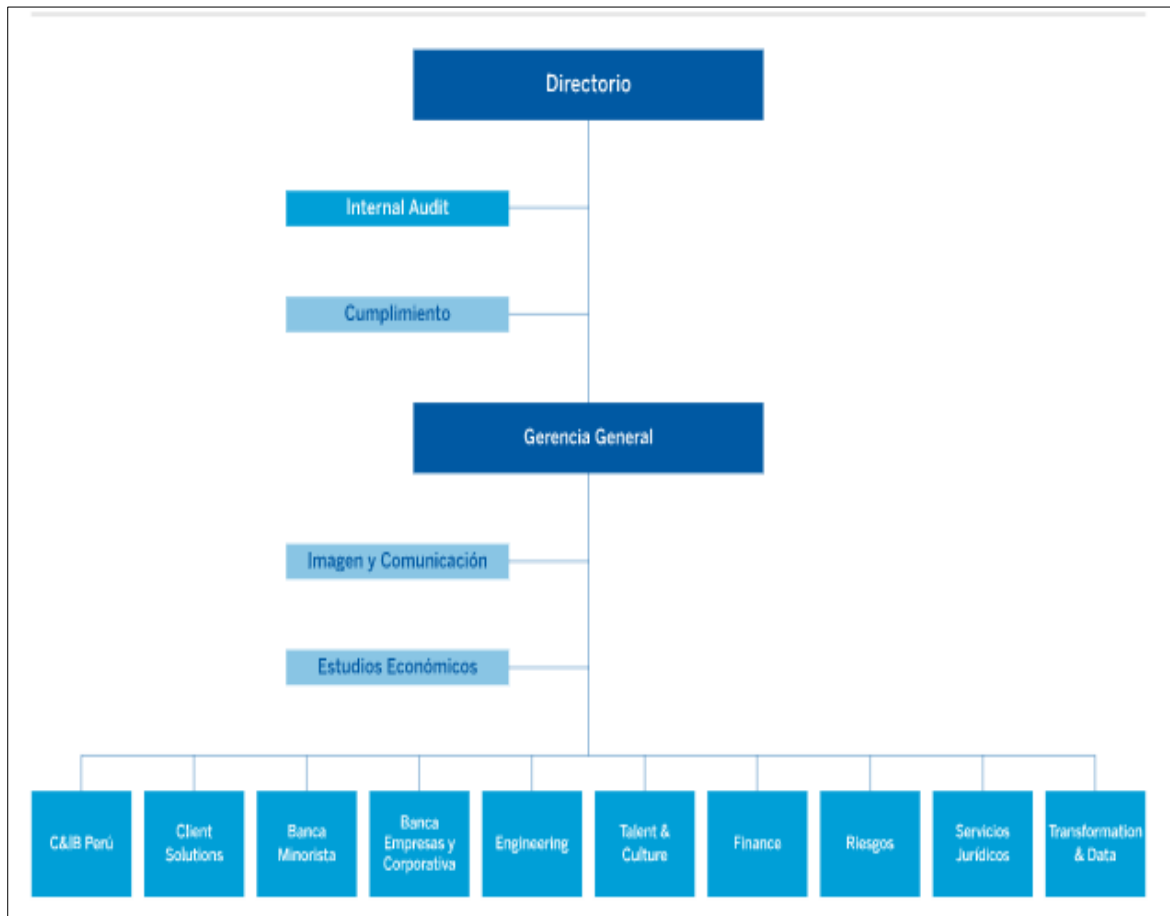 Directorio
Internal Audit
Cumplimiento
Gerencia General
Imagen y Comunicación
Estudios Económicos
C&IB Perú
Client
Solutions
Banca
Minorista
Banca
Empresas y
Corporativa
Engineering
Talent &
Culture
Finance
Riesgos
Servicios
Jurídicos
Transformation
& Data